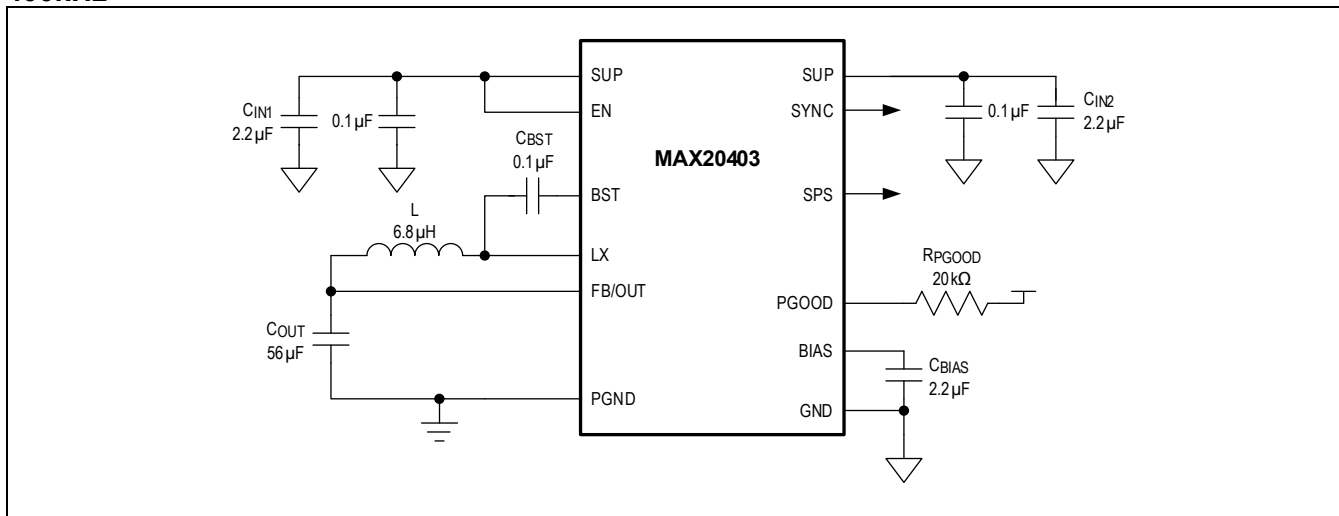 SUP
EN
CIN1
2.2µF
0.1µF
CBST
0.1µF
BST
L
6.8µH
LX
FB/OUT
COUT
56µF
PGND
MAX20403
SUP
SYNC
0.1µF
CIN2
2.2µF
SPS
RPGOOD
20kΩ
PGOOD
BIAS
CBIAS
2.2µF
GND